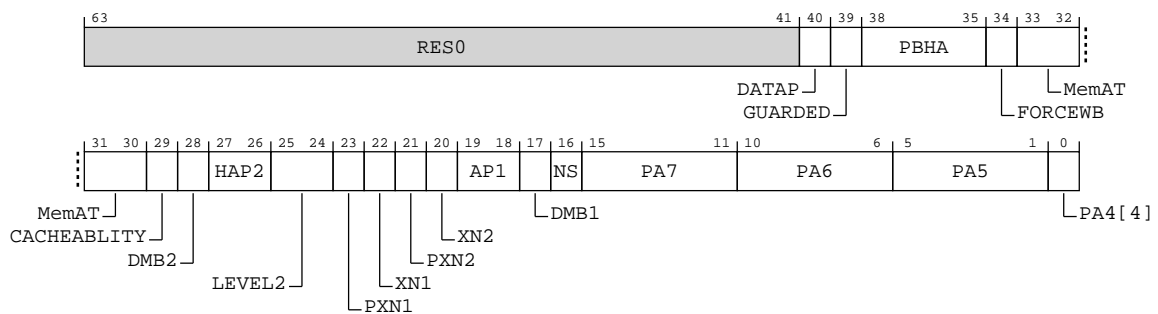 63 41 40 39 38 35 34 33 32
RES0 PBHA
DATAP MemAT
GUARDED FORCEWB
31 30 29 28 27 26 25 24 23 22 21 20 19 18 17 16 15 11 10 6 5 1 0
HAP2 AP1 NS PA7 PA6 PA5
MemAT DMB1 PA4[4]
CACHEABLITY XN2
DMB2 PXN2
LEVEL2 XN1
PXN1